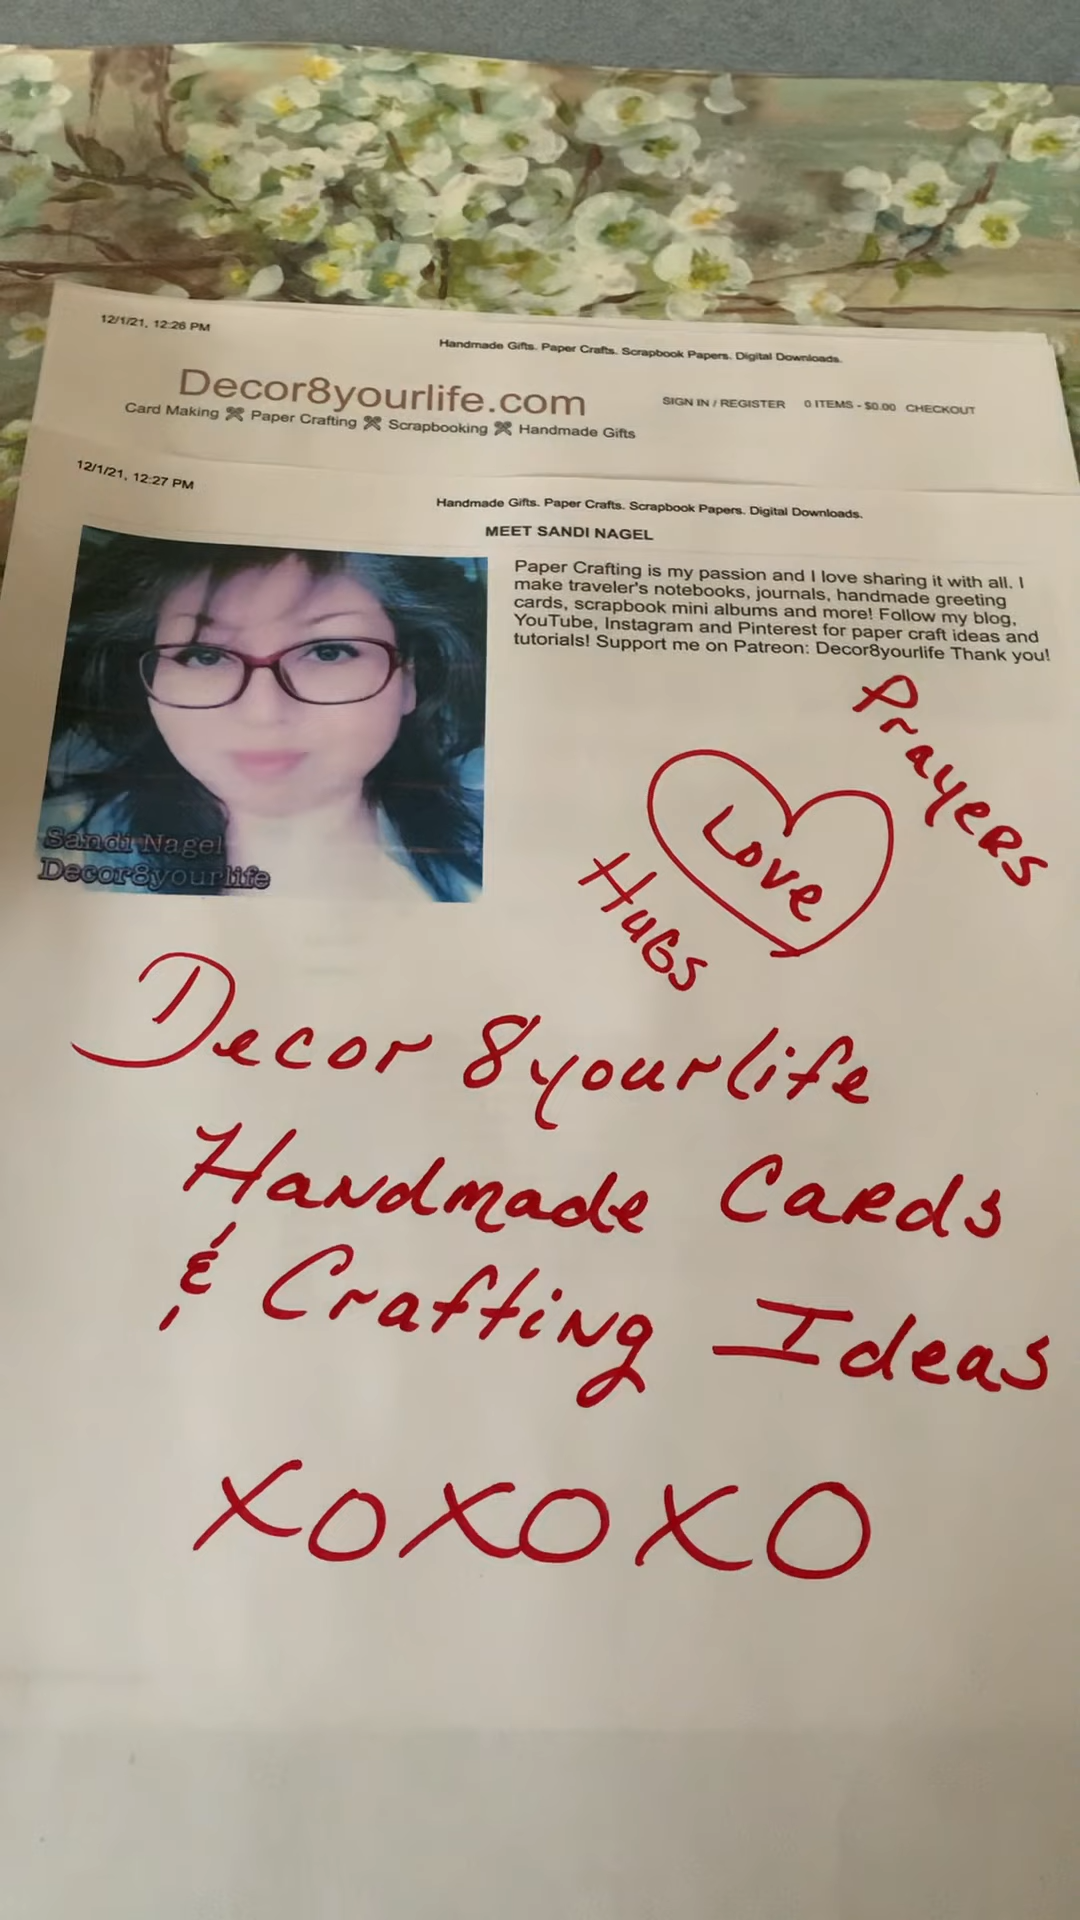 12/1/21, 12:26 PM
Handmade Gifts. Paper Crafts. Scrapbook Papers. Digital Downloads.
Decor8yourlife.com
SIGN IN / REGISTER 0 ITEMS - $0.00 CHECKOUT
Card Making Paper Crafting Scrapbooking Handmade Gifts
12/1/21, 12:27 PM
Handmade Gifts. Paper Crafts. Scrapbook Papers. Digital Downloads.
MEET SANDI NAGEL
Paper Crafting is my passion and I love sharing it with all. I
make traveler's notebooks, journals, handmade greeting
cards, scrapbook mini albums and more! Follow my blog,
YouTube, Instagram and Pinterest for paper craft ideas and
tutorials! Support me on Patreon: Decor8yourlife Thank you!
Sandi Nagel
Decor8yourlife
Prayers
Love
Hugs
Decor 8yourlife
Handmade Cards
& Crafting Ideas
XOXOXO